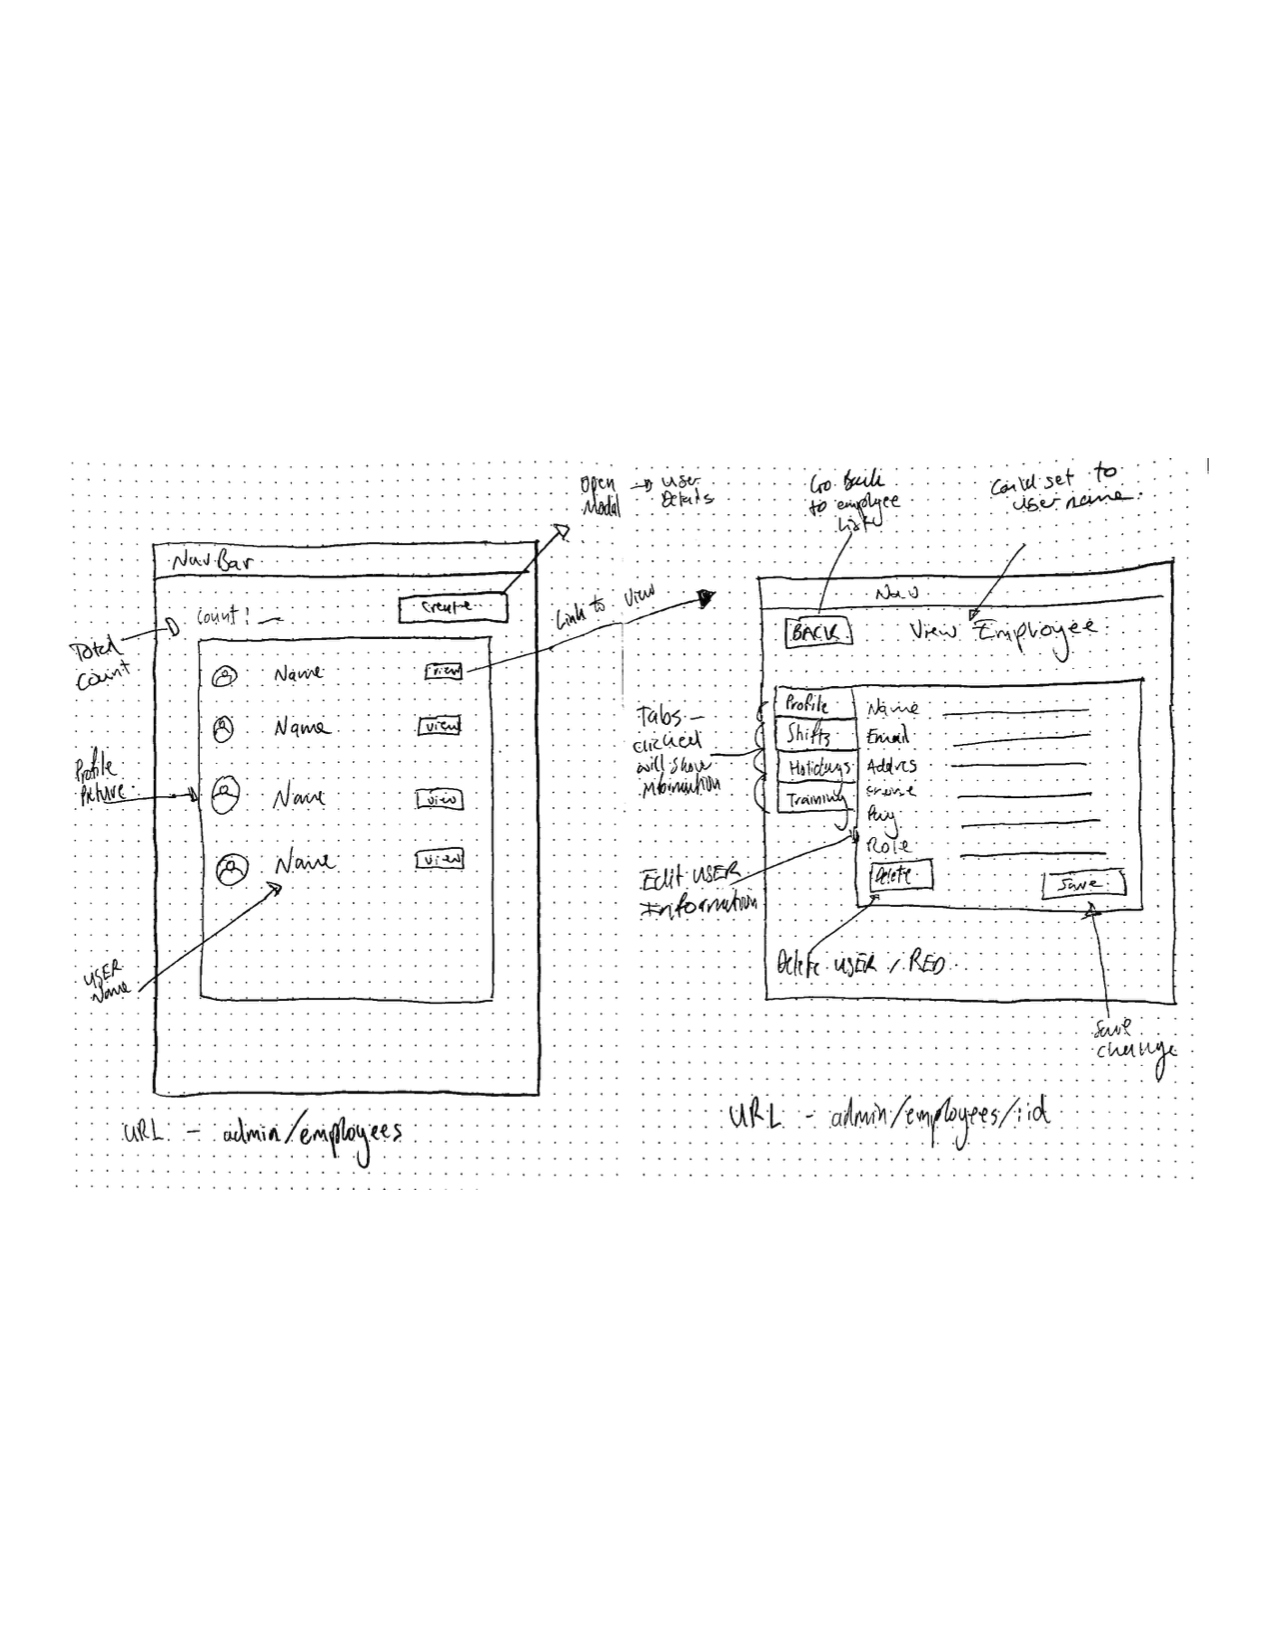 Open → User
Modal Details
Go Back
to employee
list
Could set to
user name.
NavBar
Count: __
Create
Total
Count
Link to View
Name
View
Name
View
Profile
Picture
Name
View
Name
View
USER
Name
URL - admin/employees
Nav
BACK
View Employee
Tabs -
clicked
will show
information
Profile
Shifts
Holidays
Training
Name
Email
Addres
Pay
Role
Delete
Save
Edit USER
Information
Delete USER / RED
Save
change
URL - admin/employees/:id